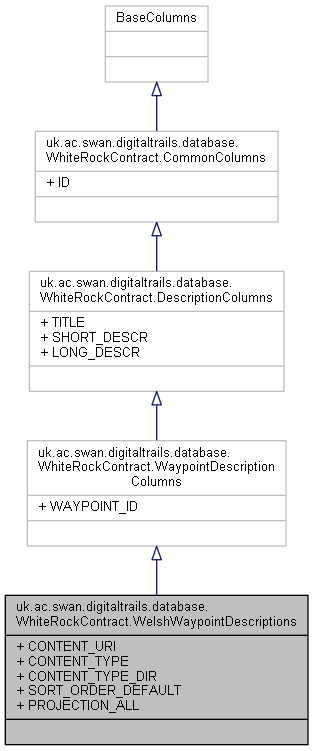 BaseColumns
uk.ac.swan.digitaltrails.database.
WhiteRockContract.CommonColumns
+ ID
uk.ac.swan.digitaltrails.database.
WhiteRockContract.DescriptionColumns
+ TITLE
+ SHORT_DESCR
+ LONG_DESCR
uk.ac.swan.digitaltrails.database.
WhiteRockContract.WaypointDescription
Columns
+ WAYPOINT_ID
uk.ac.swan.digitaltrails.database.
WhiteRockContract.WelshWaypointDescriptions
+ CONTENT_URI
+ CONTENT_TYPE
+ CONTENT_TYPE_DIR
+ SORT_ORDER_DEFAULT
+ PROJECTION_ALL